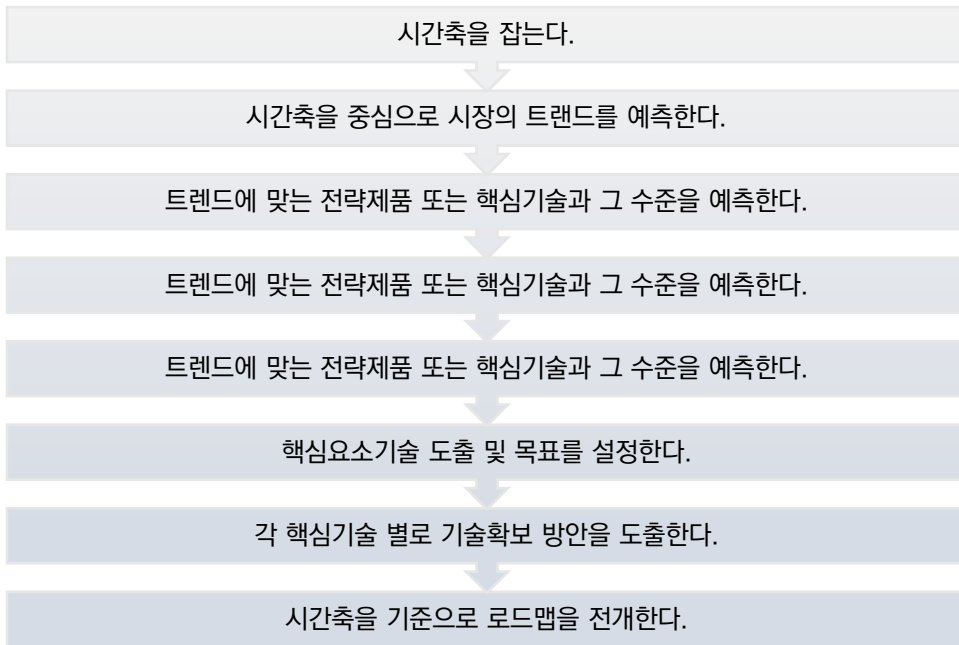 시간축을 잡는다.
시간축을 중심으로 시장의 트랜드를 예측한다.
트렌드에 맞는 전략제품 또는 핵심기술과 그 수준을 예측한다.
트렌드에 맞는 전략제품 또는 핵심기술과 그 수준을 예측한다.
트렌드에 맞는 전략제품 또는 핵심기술과 그 수준을 예측한다.
핵심요소기술 도출 및 목표를 설정한다.
각 핵심기술 별로 기술확보 방안을 도출한다.
시간축을 기준으로 로드맵을 전개한다.